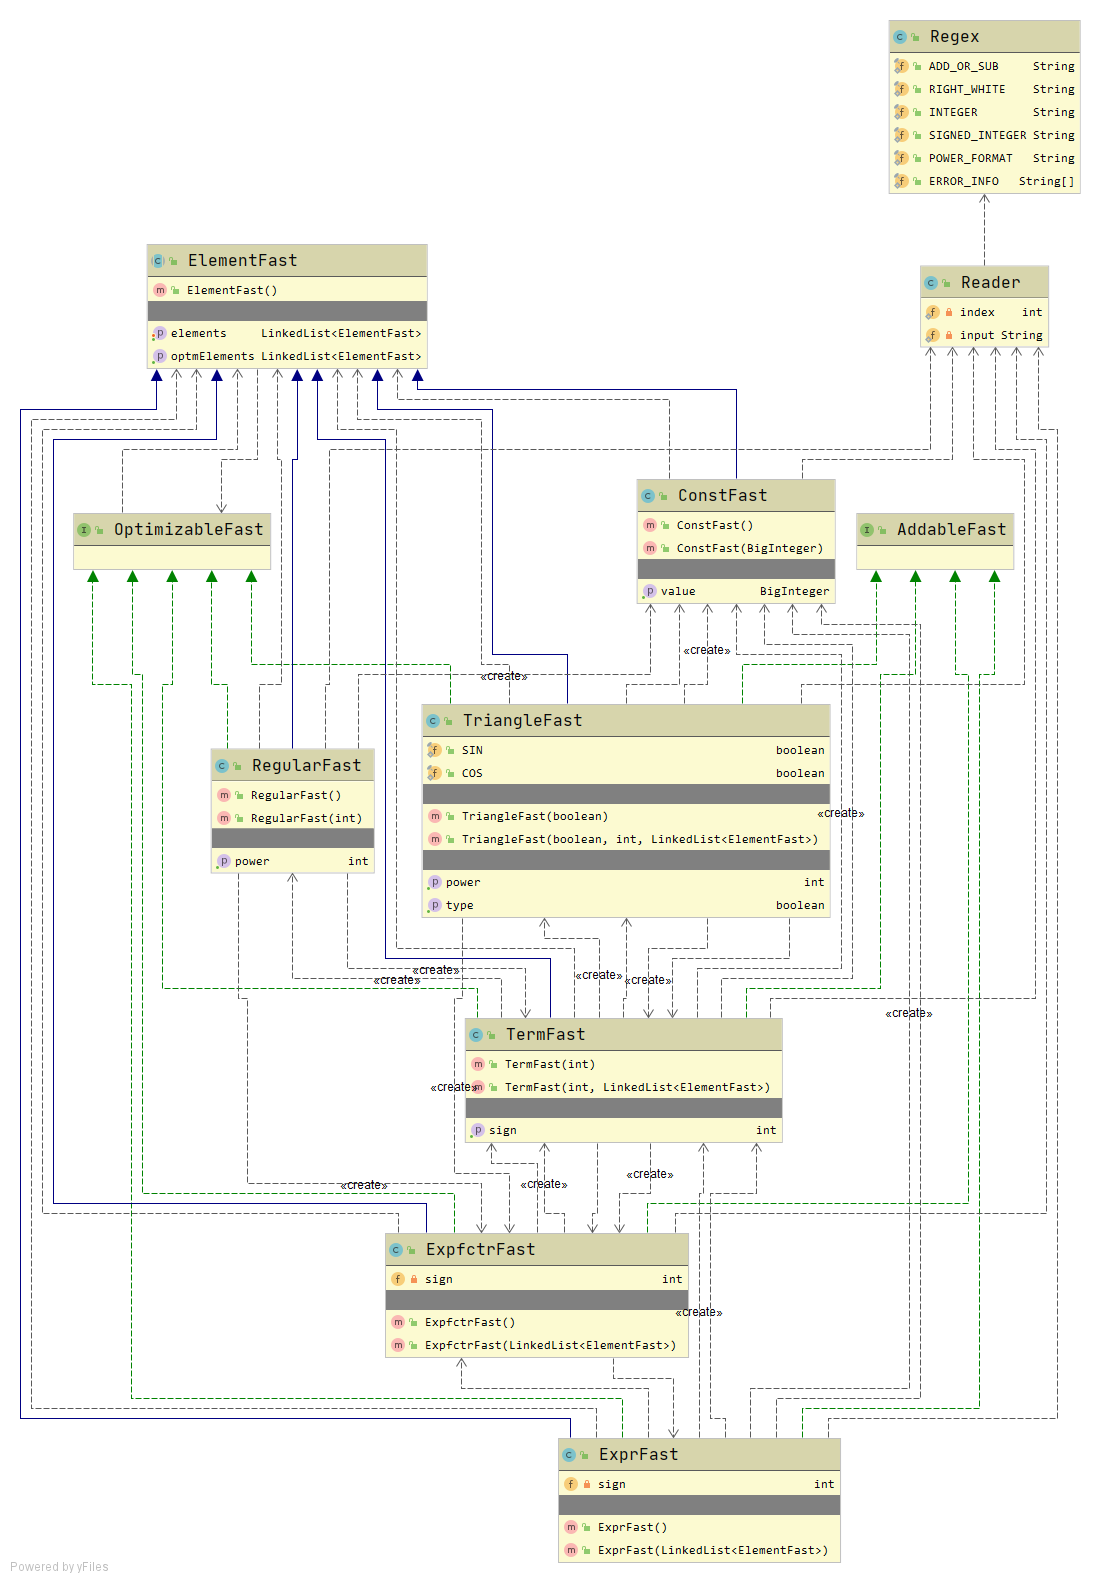 Regex
ADD_OR_SUB String
RIGHT_WHITE String
INTEGER String
SIGNED_INTEGER String
POWER_FORMAT String
ERROR_INFO String[]
ElementFast
ElementFast()
elements LinkedList<ElementFast>
optmElements LinkedList<ElementFast>
Reader
index int
input String
OptimizableFast
ConstFast
ConstFast()
ConstFast(BigInteger)
value BigInteger
AddableFast
«create»
«create»
TriangleFast
SIN boolean
COS boolean
TriangleFast(boolean)
TriangleFast(boolean, int, LinkedList<ElementFast>)
power int
type boolean
RegularFast
RegularFast()
RegularFast(int)
power int
«create»
«create»
«create»
«create»
«create»
«create»
TermFast
TermFast(int)
TermFast(int, LinkedList<ElementFast>)
sign int
«create»
«create»
«create»
«create»
ExpfctrFast
sign int
ExpfctrFast()
ExpfctrFast(LinkedList<ElementFast>)
«create»
ExprFast
sign int
ExprFast()
ExprFast(LinkedList<ElementFast>)
Powered by yFiles